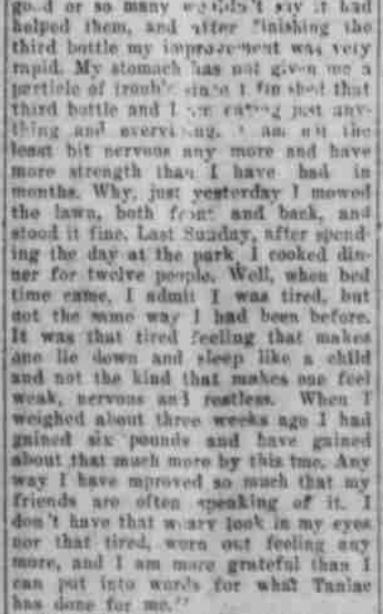 good or so many wouldn't say it had
helped them, and after finishing the
third bottle my improvement was very
rapid. My stomach has not given me a
particle of trouble since I finished that
third bottle and I am eating just any-
thing and everything. I am not the
least bit nervous any more and have
more strength than I have had in
months. Why, just yesterday I mowed
the lawn, both front and back, and
stood it fine. Last Sunday, after spend-
ing the day at the park I cooked din-
ner for twelve people. Well, when bed
time came, I admit I was tired, but
not the same way I had been before.
It was that tired feeling that makes
one lie down and sleep like a child
and not the kind that makes one feel
weak, nervous and restless. When I
weighed about three weeks ago I had
gained six pounds and have gained
about that much more by this tme. Any
way I have mproved so much that my
friends are often speaking of it. I
don't have that weary look in my eyes
nor that tired, worn out feeling any
more, and I am more grateful than I
can put into words for what Tanlac
has done for me."